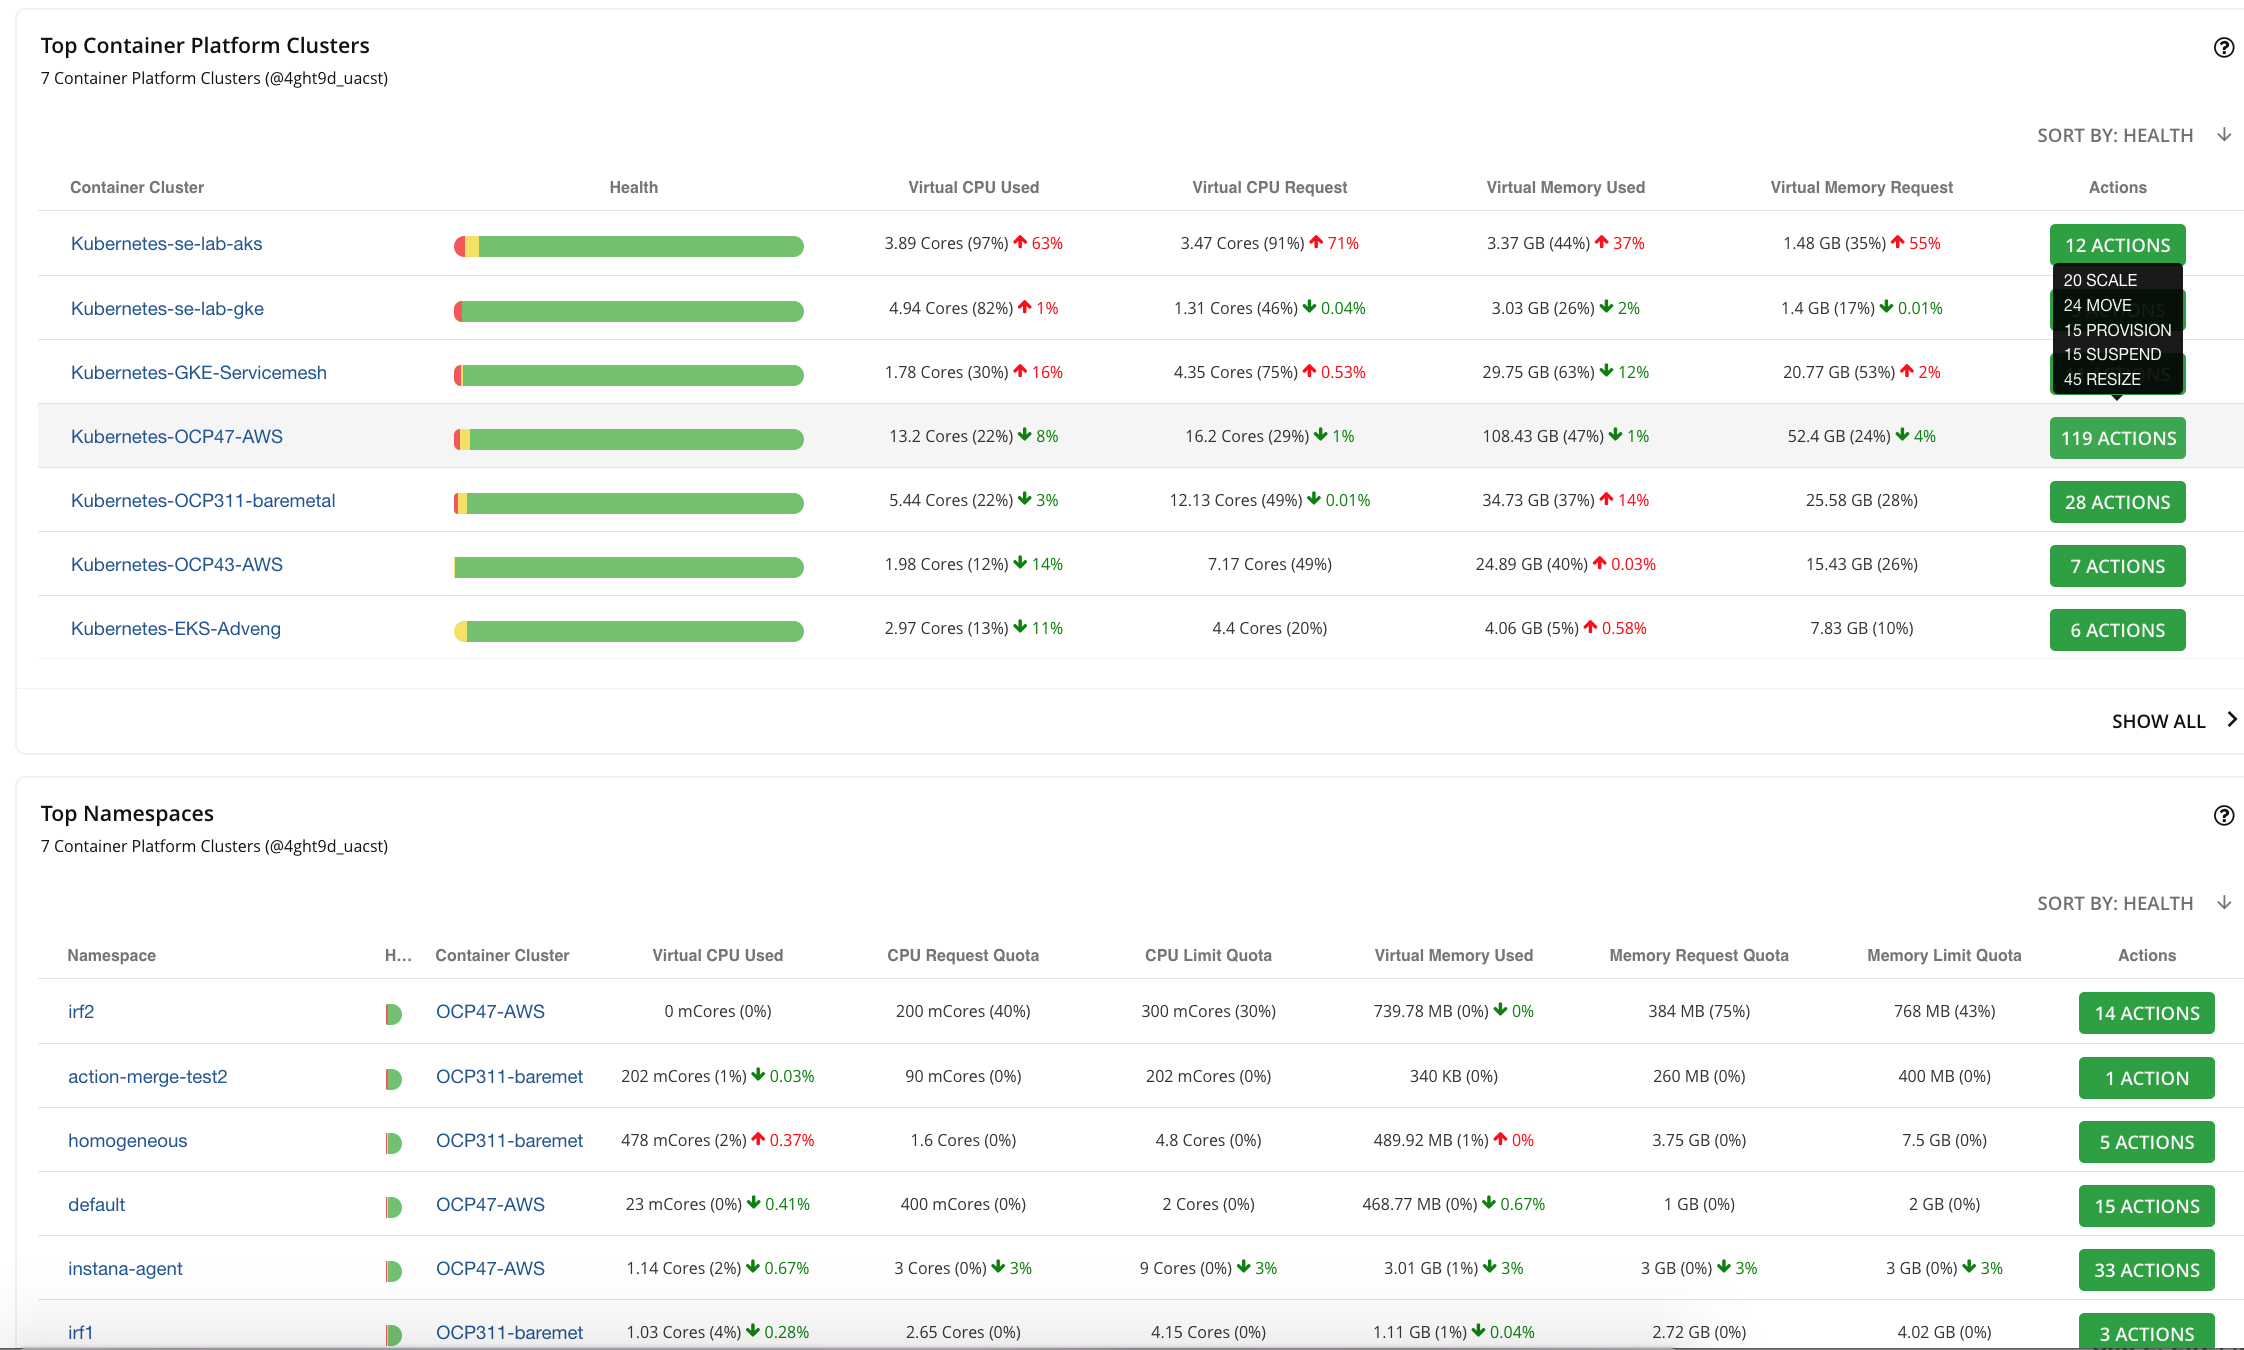 Top Container Platform Clusters
7 Container Platform Clusters (@4ght9d_uacst)
SORT BY: HEALTH
Container Cluster Health Virtual CPU Used Virtual CPU Request Virtual Memory Used Virtual Memory Request Actions
Kubernetes-se-lab-aks 3.89 Cores (97%) 63% 3.47 Cores (91%) 71% 3.37 GB (44%) 37% 1.48 GB (35%) 55% 12 ACTIONS
20 SCALE
Kubernetes-se-lab-gke 4.94 Cores (82%) 1% 1.31 Cores (46%) 0.04% 3.03 GB (26%) 2% 1.4 GB (17%) 0.01%
24 MOVE
15 PROVISION
15 SUSPEND
Kubernetes-GKE-Servicemesh 1.78 Cores (30%) 16% 4.35 Cores (75%) 0.53% 29.75 GB (63%) 12% 20.77 GB (53%) 2%
45 RESIZE
Kubernetes-OCP47-AWS 13.2 Cores (22%) 8% 16.2 Cores (29%) 1% 108.43 GB (47%) 1% 52.4 GB (24%) 4% 119 ACTIONS
Kubernetes-OCP311-baremetal 5.44 Cores (22%) 3% 12.13 Cores (49%) 0.01% 34.73 GB (37%) 14% 25.58 GB (28%) 28 ACTIONS
Kubernetes-OCP43-AWS 1.98 Cores (12%) 14% 7.17 Cores (49%) 24.89 GB (40%) 0.03% 15.43 GB (26%) 7 ACTIONS
Kubernetes-EKS-Adveng 2.97 Cores (13%) 11% 4.4 Cores (20%) 4.06 GB (5%) 0.58% 7.83 GB (10%) 6 ACTIONS
SHOW ALL
Top Namespaces
7 Container Platform Clusters (@4ght9d_uacst)
SORT BY: HEALTH
Namespace H... Container Cluster Virtual CPU Used CPU Request Quota CPU Limit Quota Virtual Memory Used Memory Request Quota Memory Limit Quota Actions
irf2 OCP47-AWS 0 mCores (0%) 200 mCores (40%) 300 mCores (30%) 739.78 MB (0%) 0% 384 MB (75%) 768 MB (43%) 14 ACTIONS
action-merge-test2 OCP311-baremet 202 mCores (1%) 0.03% 90 mCores (0%) 202 mCores (0%) 340 KB (0%) 260 MB (0%) 400 MB (0%) 1 ACTION
homogeneous OCP311-baremet 478 mCores (2%) 0.37% 1.6 Cores (0%) 4.8 Cores (0%) 489.92 MB (1%) 0% 3.75 GB (0%) 7.5 GB (0%) 5 ACTIONS
default OCP47-AWS 23 mCores (0%) 0.41% 400 mCores (0%) 2 Cores (0%) 468.77 MB (0%) 0.67% 1 GB (0%) 2 GB (0%) 15 ACTIONS
instana-agent OCP47-AWS 1.14 Cores (2%) 0.67% 3 Cores (0%) 3% 9 Cores (0%) 3% 3.01 GB (1%) 3% 3 GB (0%) 3% 3 GB (0%) 3% 33 ACTIONS
irf1 OCP311-baremet 1.03 Cores (4%) 0.28% 2.65 Cores (0%) 4.15 Cores (0%) 1.11 GB (1%) 0.04% 2.72 GB (0%) 4.02 GB (0%) 3 ACTIONS